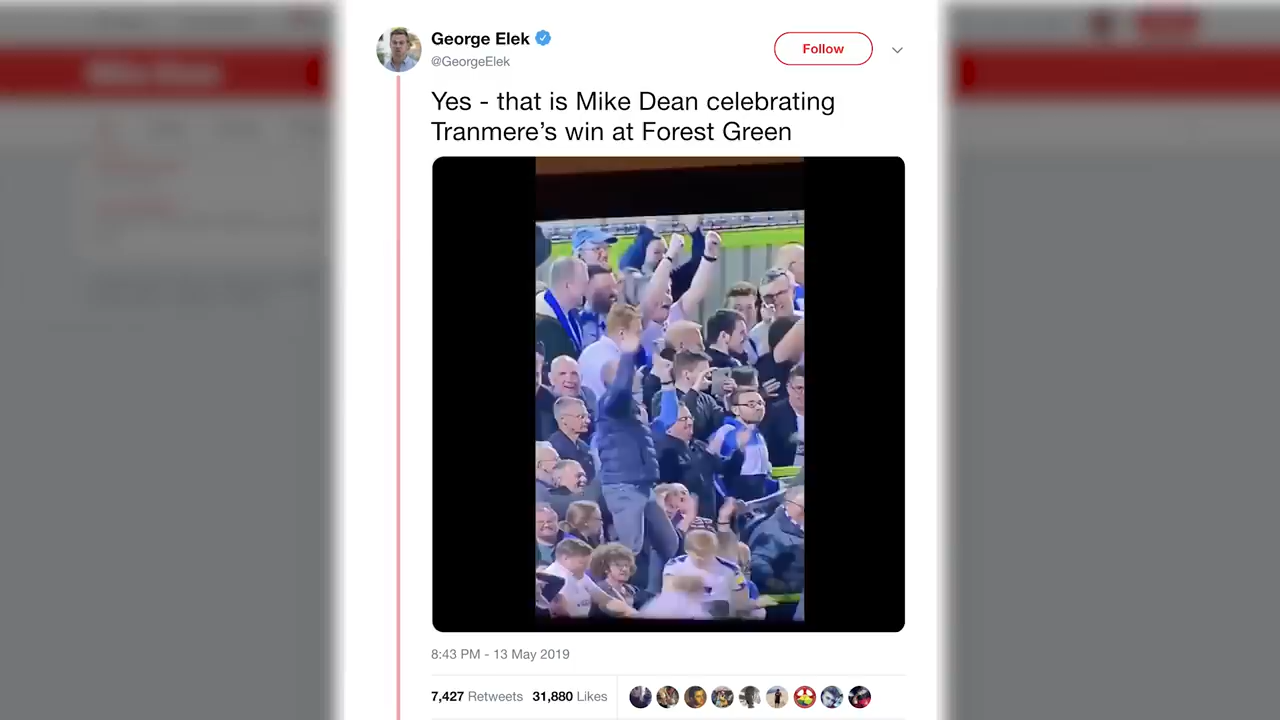 George Elek
@GeorgeElek
Follow
Yes - that is Mike Dean celebrating
Tranmere’s win at Forest Green
8:43 PM - 13 May 2019
7,427 Retweets 31,880 Likes